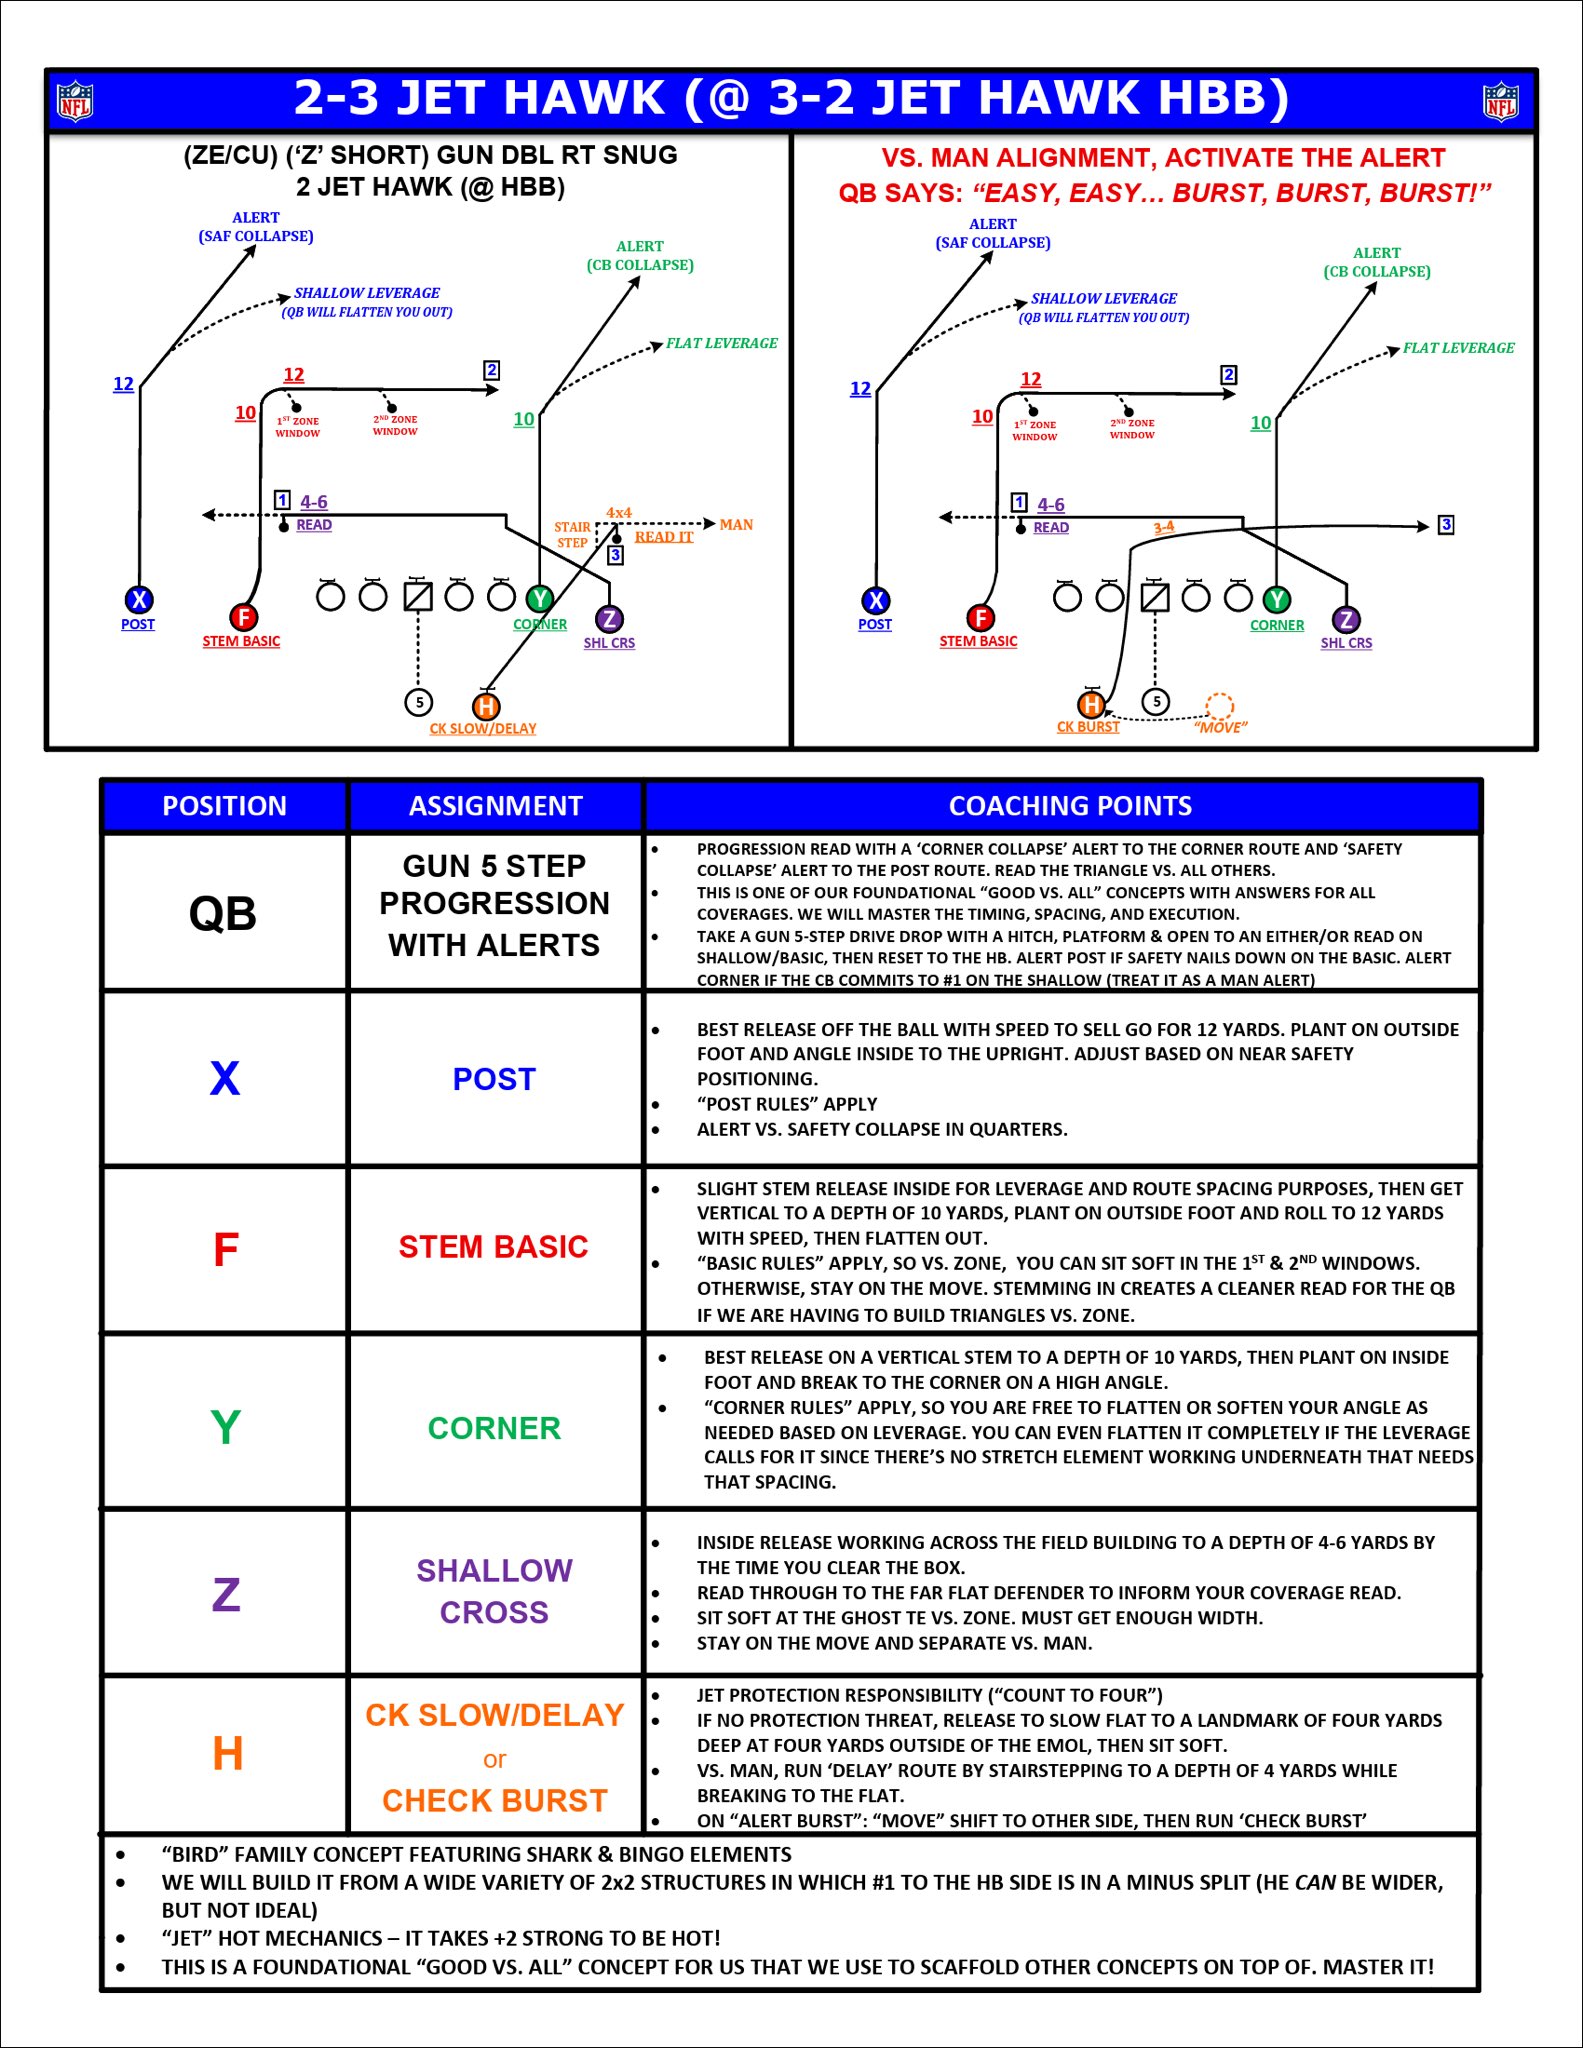 NFL
2-3 JET HAWK (@ 3-2 JET HAWK HBB)
NFL
(ZE/CU) (‘Z’ SHORT) GUN DBL RT SNUG
2 JET HAWK (@ HBB)
ALERT
(SAF COLLAPSE)
ALERT
(CB COLLAPSE)
SHALLOW LEVERAGE
(QB WILL FLATTEN YOU OUT)
FLAT LEVERAGE
12
12
2
10
1ST ZONE
WINDOW
2ND ZONE
WINDOW
10
1
4-6
READ
4x4
STAIR
STEP
MAN
READ IT
3
X
POST
F
STEM BASIC
Y
CORNER
Z
SHL CRS
5
H
CK SLOW/DELAY
VS. MAN ALIGNMENT, ACTIVATE THE ALERT
QB SAYS: “EASY, EASY… BURST, BURST, BURST!”
ALERT
(SAF COLLAPSE)
ALERT
(CB COLLAPSE)
SHALLOW LEVERAGE
(QB WILL FLATTEN YOU OUT)
FLAT LEVERAGE
12
12
2
10
1ST ZONE
WINDOW
2ND ZONE
WINDOW
10
1
4-6
READ
3-4
3
X
POST
F
STEM BASIC
Y
CORNER
Z
SHL CRS
H
CK BURST
5
“MOVE”
POSITION
ASSIGNMENT
COACHING POINTS
QB
GUN 5 STEP
PROGRESSION
WITH ALERTS
• PROGRESSION READ WITH A ‘CORNER COLLAPSE’ ALERT TO THE CORNER ROUTE AND ‘SAFETY
COLLAPSE’ ALERT TO THE POST ROUTE. READ THE TRIANGLE VS. ALL OTHERS.
• THIS IS ONE OF OUR FOUNDATIONAL “GOOD VS. ALL” CONCEPTS WITH ANSWERS FOR ALL
COVERAGES. WE WILL MASTER THE TIMING, SPACING, AND EXECUTION.
• TAKE A GUN 5-STEP DRIVE DROP WITH A HITCH, PLATFORM & OPEN TO AN EITHER/OR READ ON
SHALLOW/BASIC, THEN RESET TO THE HB. ALERT POST IF SAFETY NAILS DOWN ON THE BASIC. ALERT
CORNER IF THE CB COMMITS TO #1 ON THE SHALLOW (TREAT IT AS A MAN ALERT)
X
POST
• BEST RELEASE OFF THE BALL WITH SPEED TO SELL GO FOR 12 YARDS. PLANT ON OUTSIDE
FOOT AND ANGLE INSIDE TO THE UPRIGHT. ADJUST BASED ON NEAR SAFETY
POSITIONING.
• “POST RULES” APPLY
• ALERT VS. SAFETY COLLAPSE IN QUARTERS.
F
STEM BASIC
• SLIGHT STEM RELEASE INSIDE FOR LEVERAGE AND ROUTE SPACING PURPOSES, THEN GET
VERTICAL TO A DEPTH OF 10 YARDS, PLANT ON OUTSIDE FOOT AND ROLL TO 12 YARDS
WITH SPEED, THEN FLATTEN OUT.
• “BASIC RULES” APPLY, SO VS. ZONE, YOU CAN SIT SOFT IN THE 1ST & 2ND WINDOWS.
OTHERWISE, STAY ON THE MOVE. STEMMING IN CREATES A CLEANER READ FOR THE QB
IF WE ARE HAVING TO BUILD TRIANGLES VS. ZONE.
Y
CORNER
• BEST RELEASE ON A VERTICAL STEM TO A DEPTH OF 10 YARDS, THEN PLANT ON INSIDE
FOOT AND BREAK TO THE CORNER ON A HIGH ANGLE.
• “CORNER RULES” APPLY, SO YOU ARE FREE TO FLATTEN OR SOFTEN YOUR ANGLE AS
NEEDED BASED ON LEVERAGE. YOU CAN EVEN FLATTEN IT COMPLETELY IF THE LEVERAGE
CALLS FOR IT SINCE THERE’S NO STRETCH ELEMENT WORKING UNDERNEATH THAT NEEDS
THAT SPACING.
Z
SHALLOW
CROSS
• INSIDE RELEASE WORKING ACROSS THE FIELD BUILDING TO A DEPTH OF 4-6 YARDS BY
THE TIME YOU CLEAR THE BOX.
• READ THROUGH TO THE FAR FLAT DEFENDER TO INFORM YOUR COVERAGE READ.
• SIT SOFT AT THE GHOST TE VS. ZONE. MUST GET ENOUGH WIDTH.
• STAY ON THE MOVE AND SEPARATE VS. MAN.
H
CK SLOW/DELAY
or
CHECK BURST
• JET PROTECTION RESPONSIBILITY (“COUNT TO FOUR”)
• IF NO PROTECTION THREAT, RELEASE TO SLOW FLAT TO A LANDMARK OF FOUR YARDS
DEEP AT FOUR YARDS OUTSIDE OF THE EMOL, THEN SIT SOFT.
• VS. MAN, RUN ‘DELAY’ ROUTE BY STAIRSTEPPING TO A DEPTH OF 4 YARDS WHILE
BREAKING TO THE FLAT.
• ON “ALERT BURST”: “MOVE” SHIFT TO OTHER SIDE, THEN RUN ‘CHECK BURST’
• “BIRD” FAMILY CONCEPT FEATURING SHARK & BINGO ELEMENTS
• WE WILL BUILD IT FROM A WIDE VARIETY OF 2x2 STRUCTURES IN WHICH #1 TO THE HB SIDE IS IN A MINUS SPLIT (HE CAN BE WIDER,
BUT NOT IDEAL)
• “JET” HOT MECHANICS – IT TAKES +2 STRONG TO BE HOT!
• THIS IS A FOUNDATIONAL “GOOD VS. ALL” CONCEPT FOR US THAT WE USE TO SCAFFOLD OTHER CONCEPTS ON TOP OF. MASTER IT!